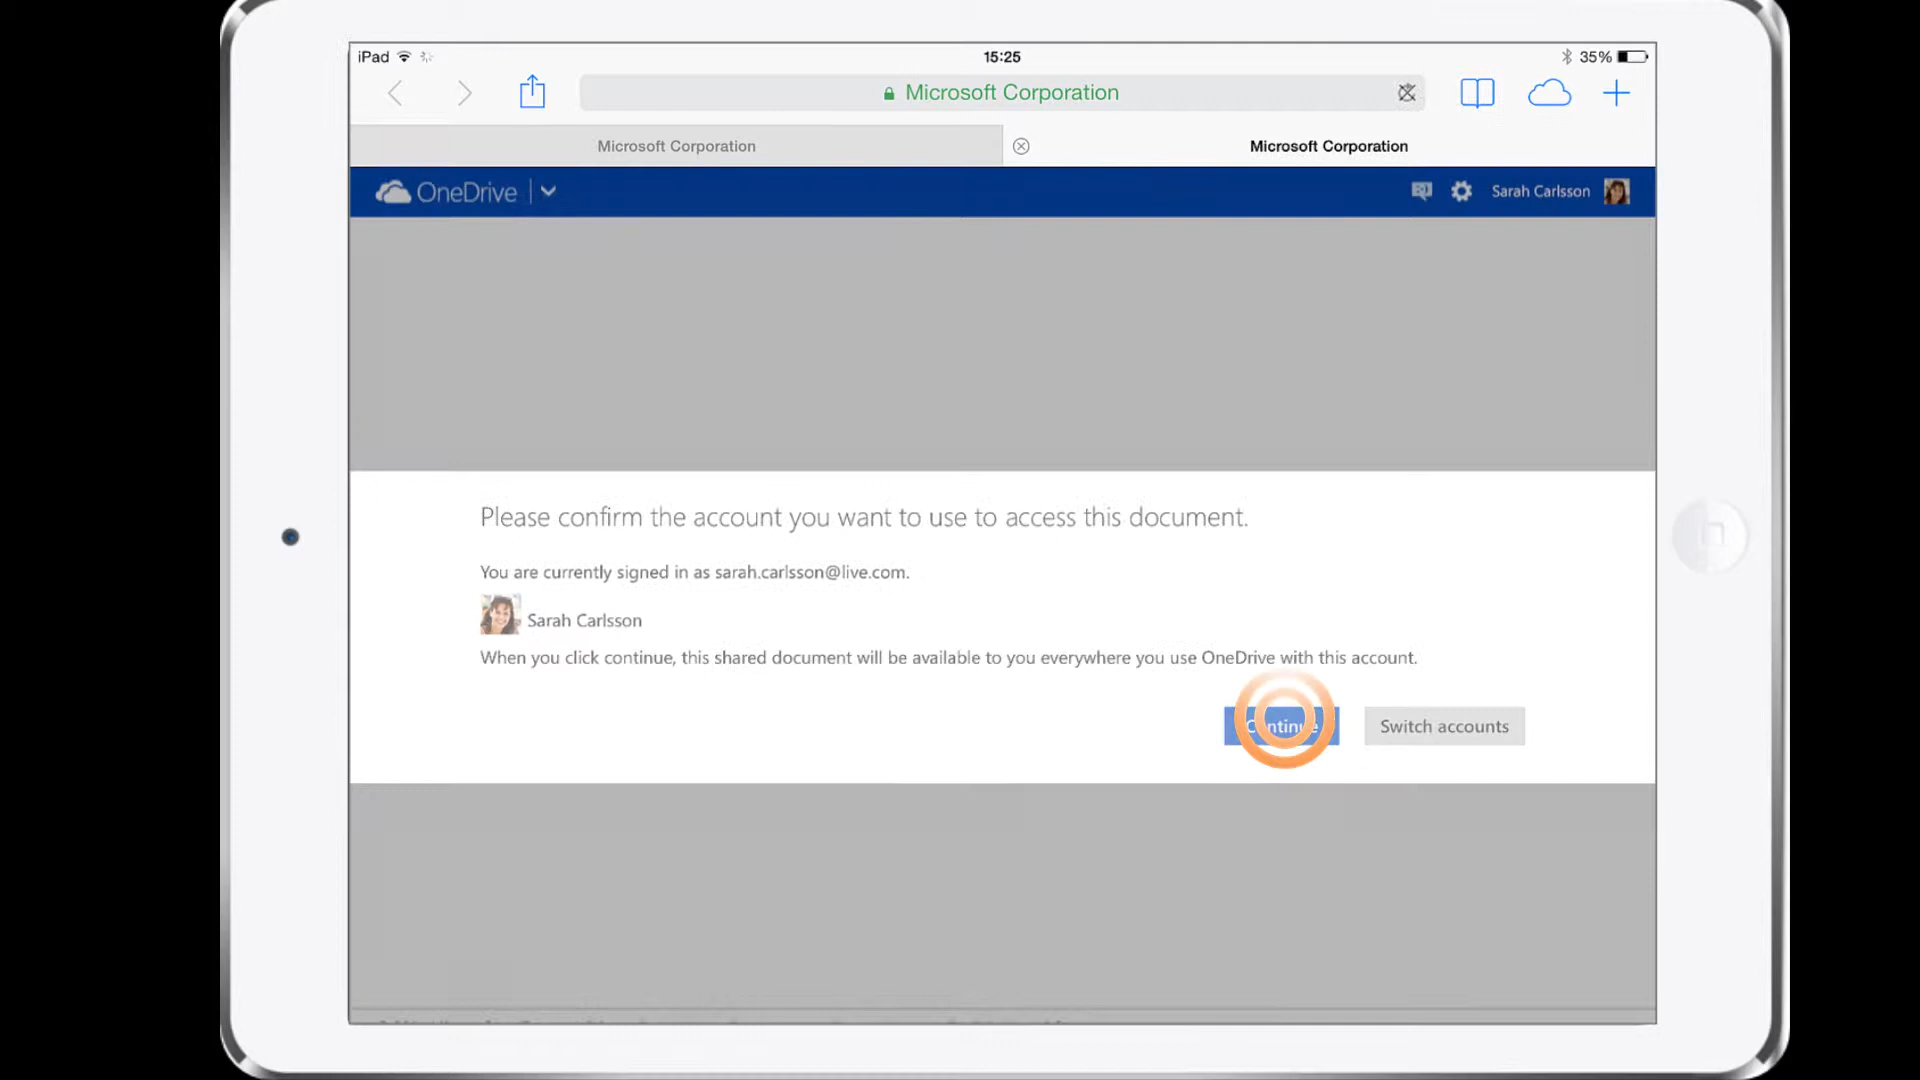 iPad 15:25 35%
Microsoft Corporation
Microsoft Corporation Microsoft Corporation
OneDrive Sarah Carlsson
Please confirm the account you want to use to access this document.
You are currently signed in as sarah.carlsson@live.com.
Sarah Carlsson
When you click continue, this shared document will be available to you everywhere you use OneDrive with this account.
Continue Switch accounts